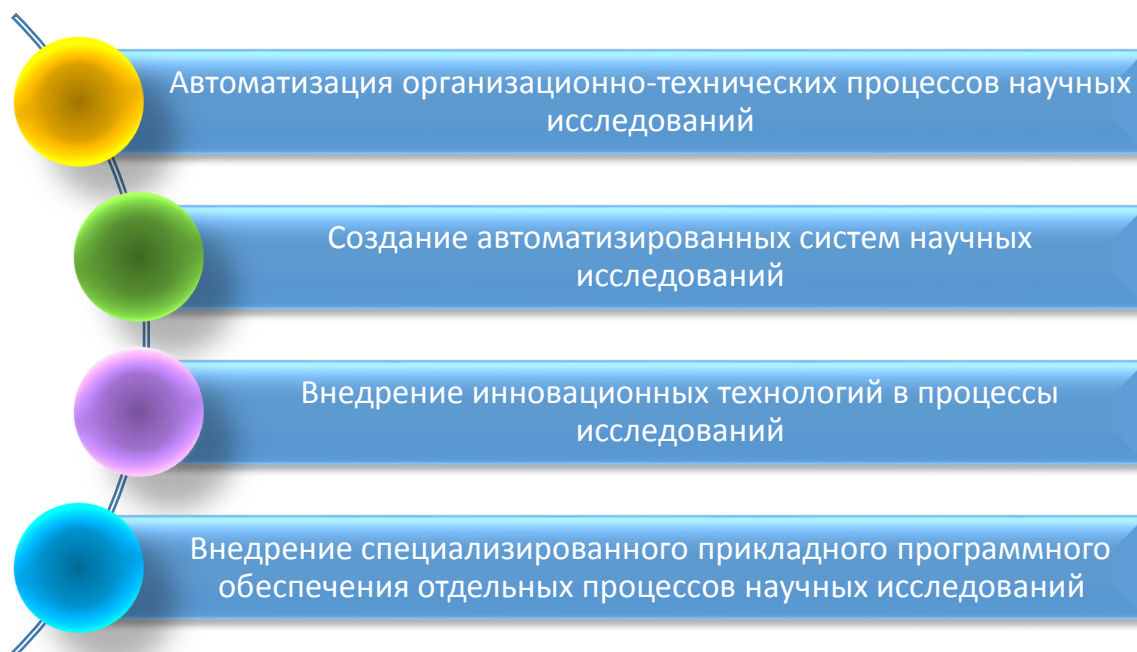 Автоматизация организационно-технических процессов научных
исследований
Создание автоматизированных систем научных
исследований
Внедрение инновационных технологий в процессы
исследований
Внедрение специализированного прикладного программного
обеспечения отдельных процессов научных исследований